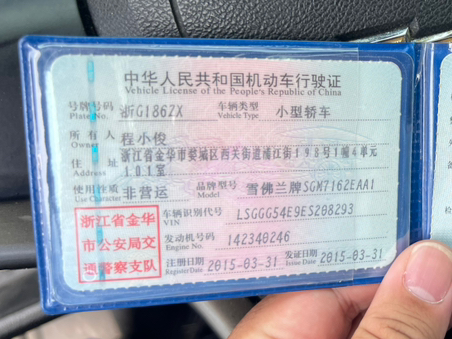 中华人民共和国机动车行驶证
Vehicle License of the People's Republic of China
号牌号码 浙G1862X 车辆类型 小型轿车
Plate No. Vehicle Type
所有人 程小俊
Owner
住址 浙江省金华市婺城区西关街道浦江街198号1幢4单元
Address 101室
使用性质 非营运 品牌型号 雪佛兰牌SGM7162EAA1
Use Character Model
浙江省金华
市公安局交
通警察支队
车辆识别代号 LSGGG54E9ES208293
VIN
发动机号码 142340246
Engine No.
注册日期 2015-03-31 发证日期 2015-03-31
Register Date Issue Date